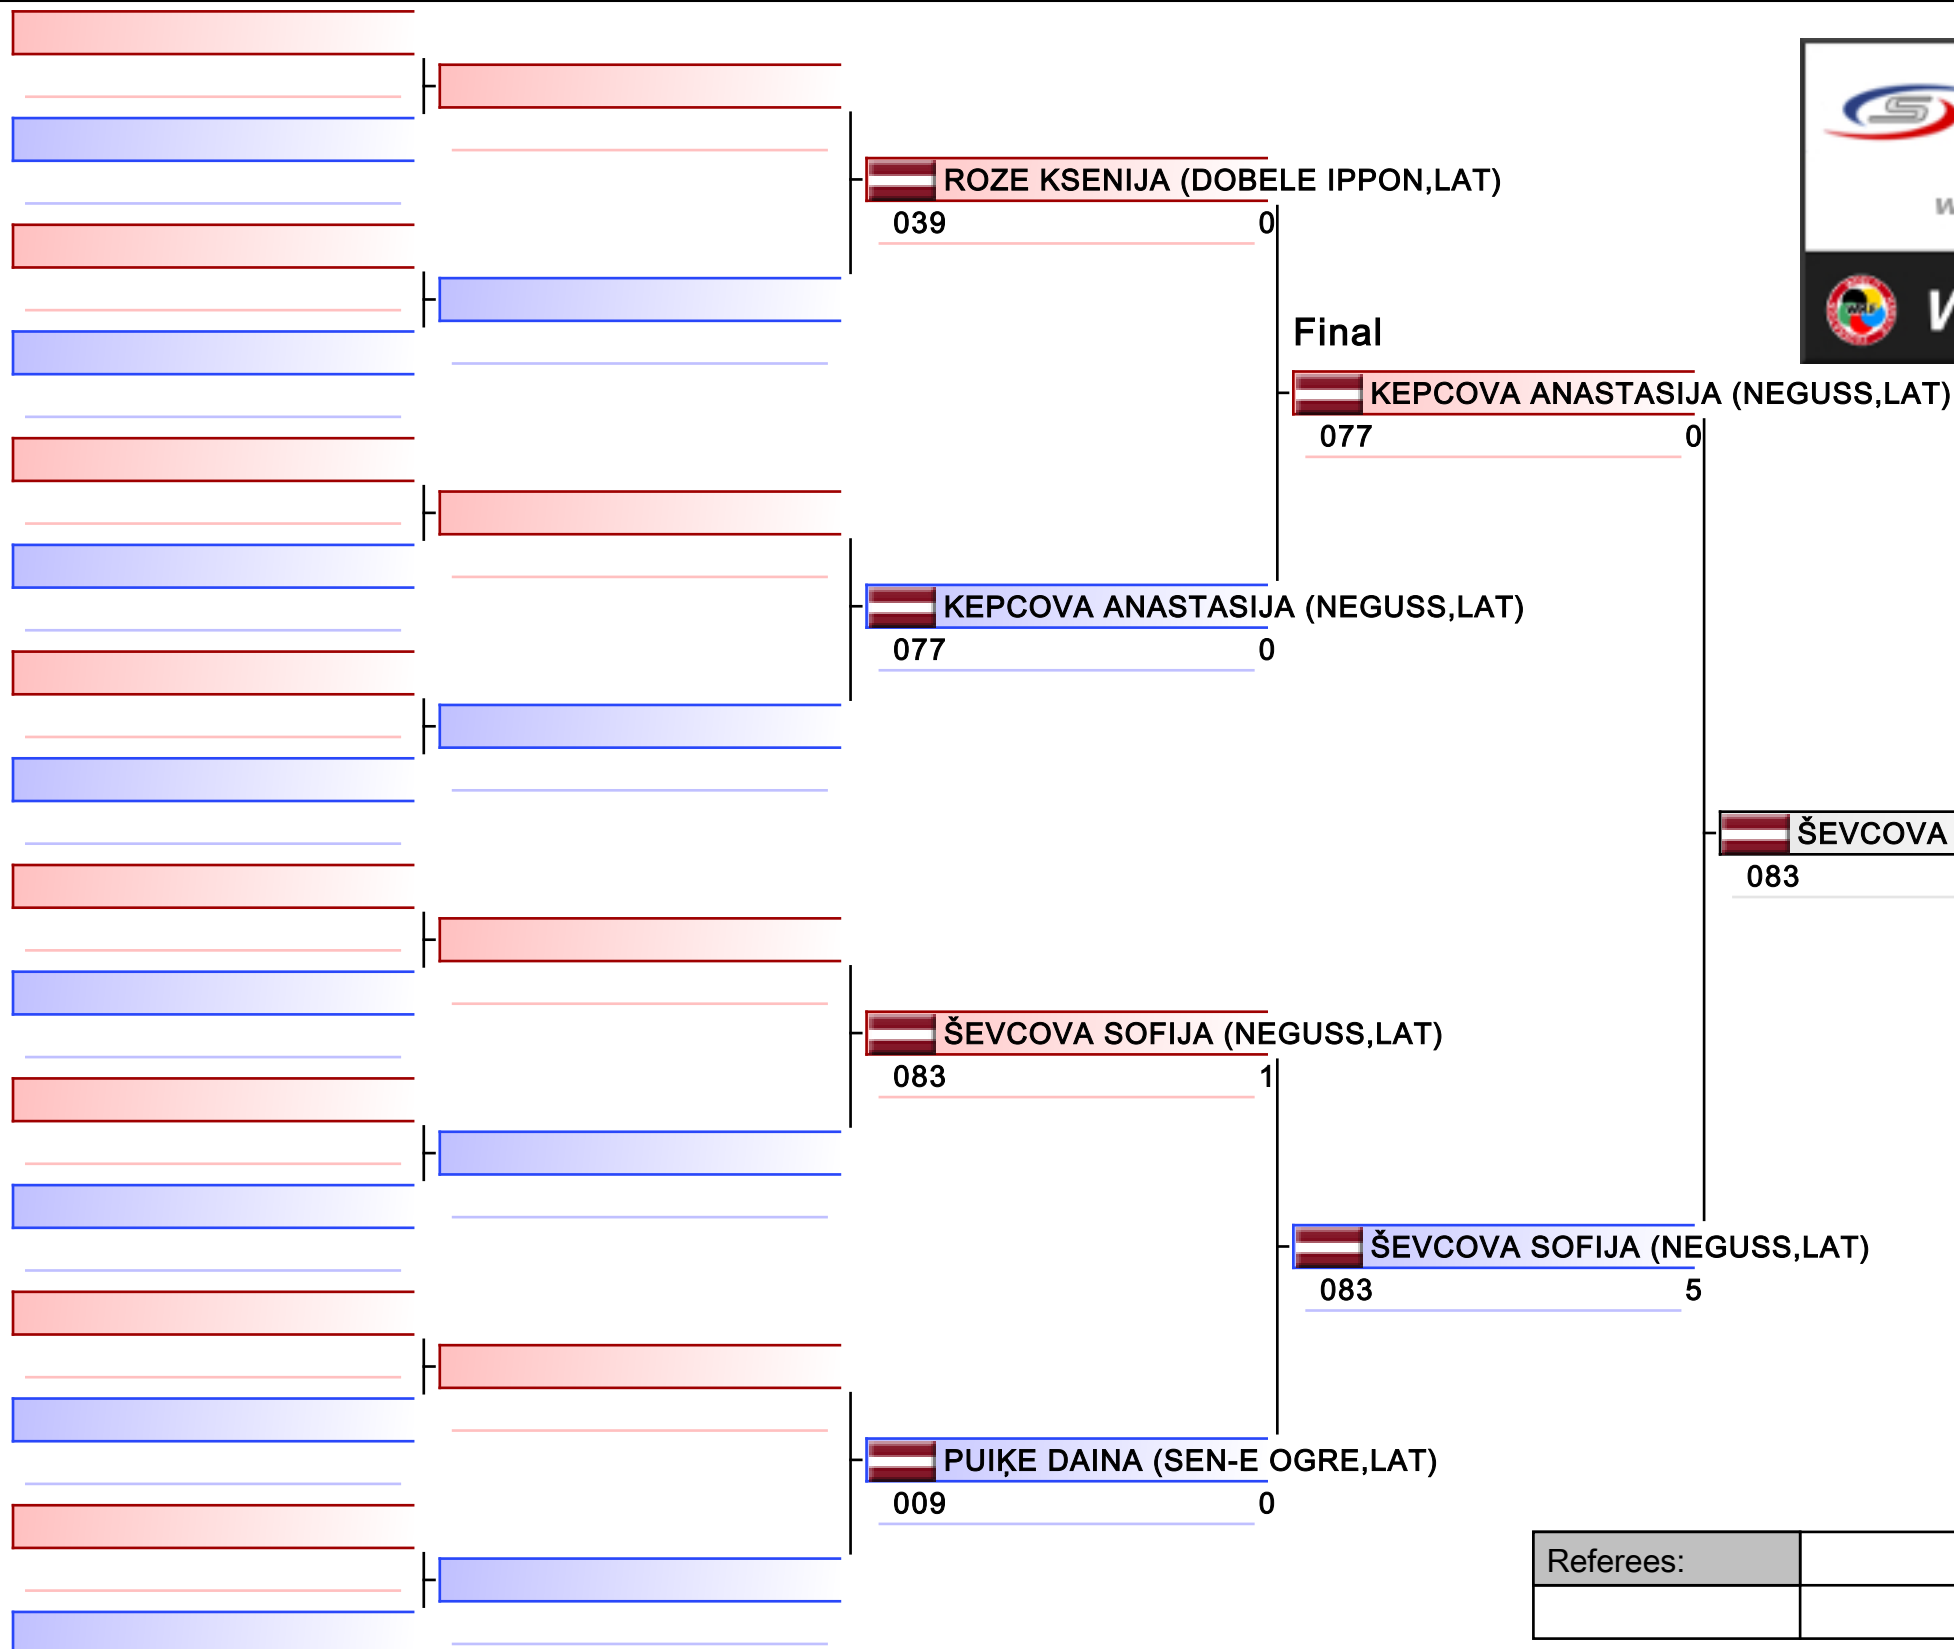 ROZE KSENIJA (DOBELE IPPON,LAT)
039 0
Final
KEPCOVA ANASTASIJA (NEGUSS,LAT)
077 0
KEPCOVA ANASTASIJA (NEGUSS,LAT)
077 0
ŠEVCOVA
083
ŠEVCOVA SOFIJA (NEGUSS,LAT)
083 1
ŠEVCOVA SOFIJA (NEGUSS,LAT)
083 5
PUIĶE DAINA (SEN-E OGRE,LAT)
009 0
Referees: